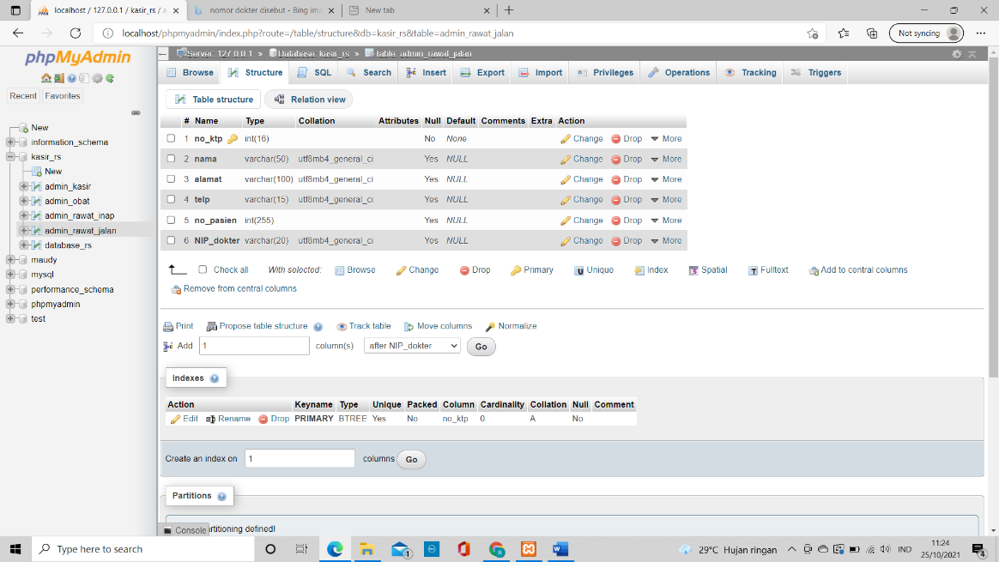 localhost / 127.0.0.1 / kasir_rs / a
nomor dokter disebut - Bing ima
New tab
localhost/phpmyadmin/index.php?route=/table/structure&db=kasir_rs&table=admin_rawat_jalan
Not syncing
phpMyAdmin
Recent Favorites
New
information_schema
kasir_rs
New
admin_kasir
admin_obat
admin_rawat_inap
admin_rawat_jalan
database_rs
maudy
mysql
performance_schema
phpmyadmin
test
Server: 127.0.0.1 » Database: kasir_rs » Table: admin_rawat_jalan
Browse Structure SQL Search Insert Export Import Privileges Operations Tracking Triggers
Table structure Relation view
# Name Type Collation Attributes Null Default Comments Extra Action
1 no_ktp int(16) No None Change Drop More
2 nama varchar(50) utf8mb4_general_ci Yes NULL Change Drop More
3 alamat varchar(100) utf8mb4_general_ci Yes NULL Change Drop More
4 telp varchar(15) utf8mb4_general_ci Yes NULL Change Drop More
5 no_pasien int(255) Yes NULL Change Drop More
6 NIP_dokter varchar(20) utf8mb4_general_ci Yes NULL Change Drop More
Check all With selected: Browse Change Drop Primary Unique Index Spatial Fulltext Add to central columns
Remove from central columns
Print Propose table structure Track table Move columns Normalize
Add 1 column(s) after NIP_dokter Go
Indexes
Action Keyname Type Unique Packed Column Cardinality Collation Null Comment
Edit Rename Drop PRIMARY BTREE Yes No no_ktp 0 A No
Create an index on 1 columns Go
Partitions
Console rtitioning defined!
Type here to search
29°C Hujan ringan
IND
11:24
25/10/2021
4
1